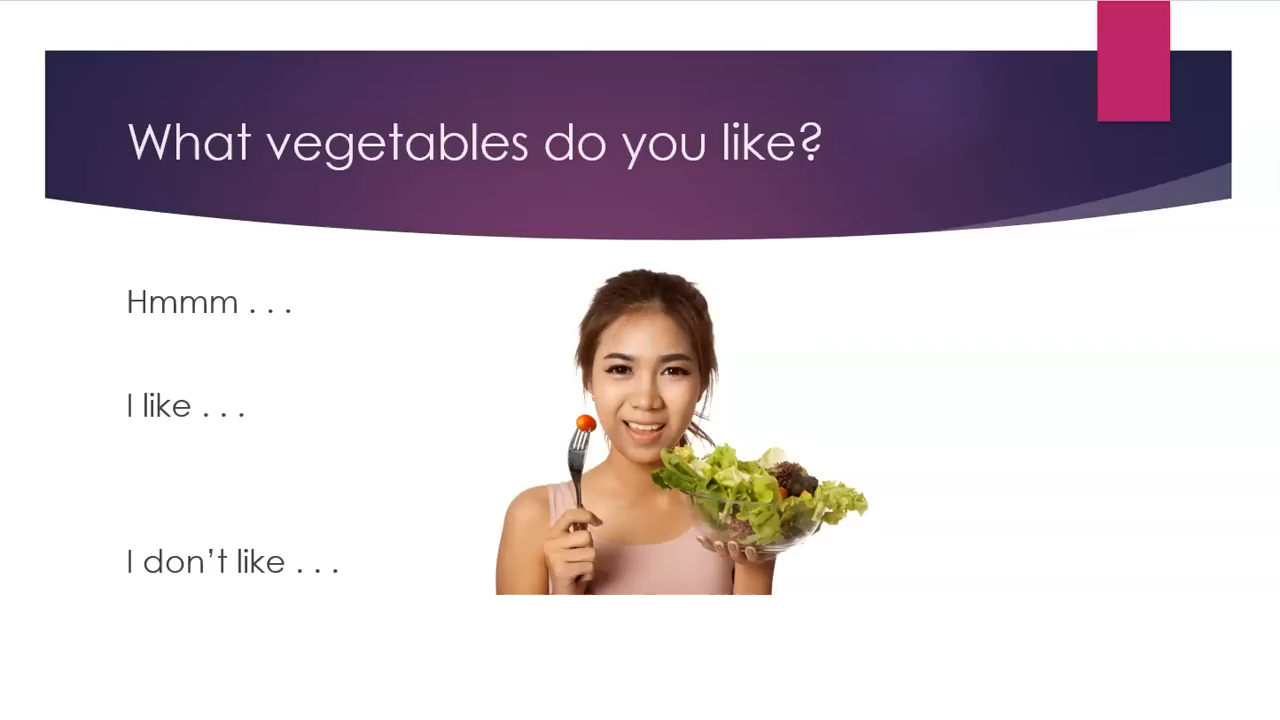 What vegetables do you like?
Hmmm . . .
I like . . .
I don’t like . . .